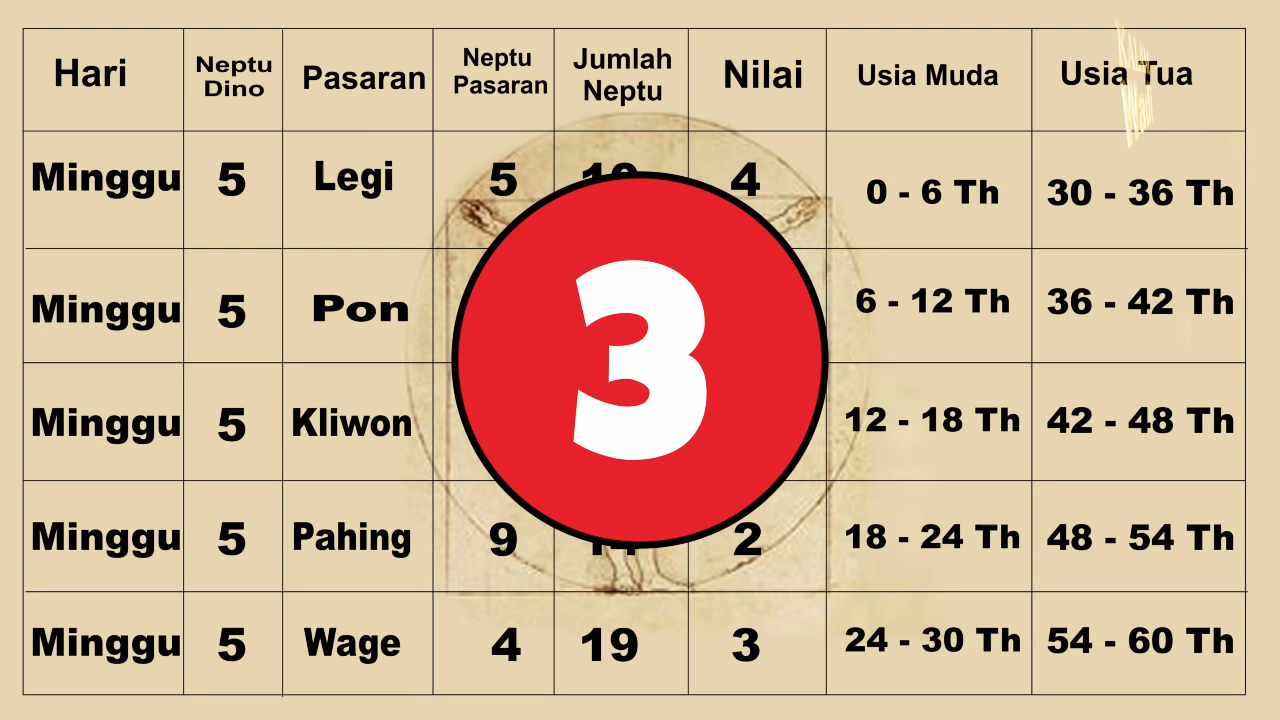 Hari Neptu Dino Pasaran Neptu Pasaran Jumlah Neptu Nilai Usia Muda Usia Tua
Minggu 5 Legi 5 4 0 - 6 Th 30 - 36 Th
Minggu 5 Pon 6 - 12 Th 36 - 42 Th
3
Minggu 5 Kliwon 12 - 18 Th 42 - 48 Th
Minggu 5 Pahing 9 2 18 - 24 Th 48 - 54 Th
Minggu 5 Wage 4 19 3 24 - 30 Th 54 - 60 Th